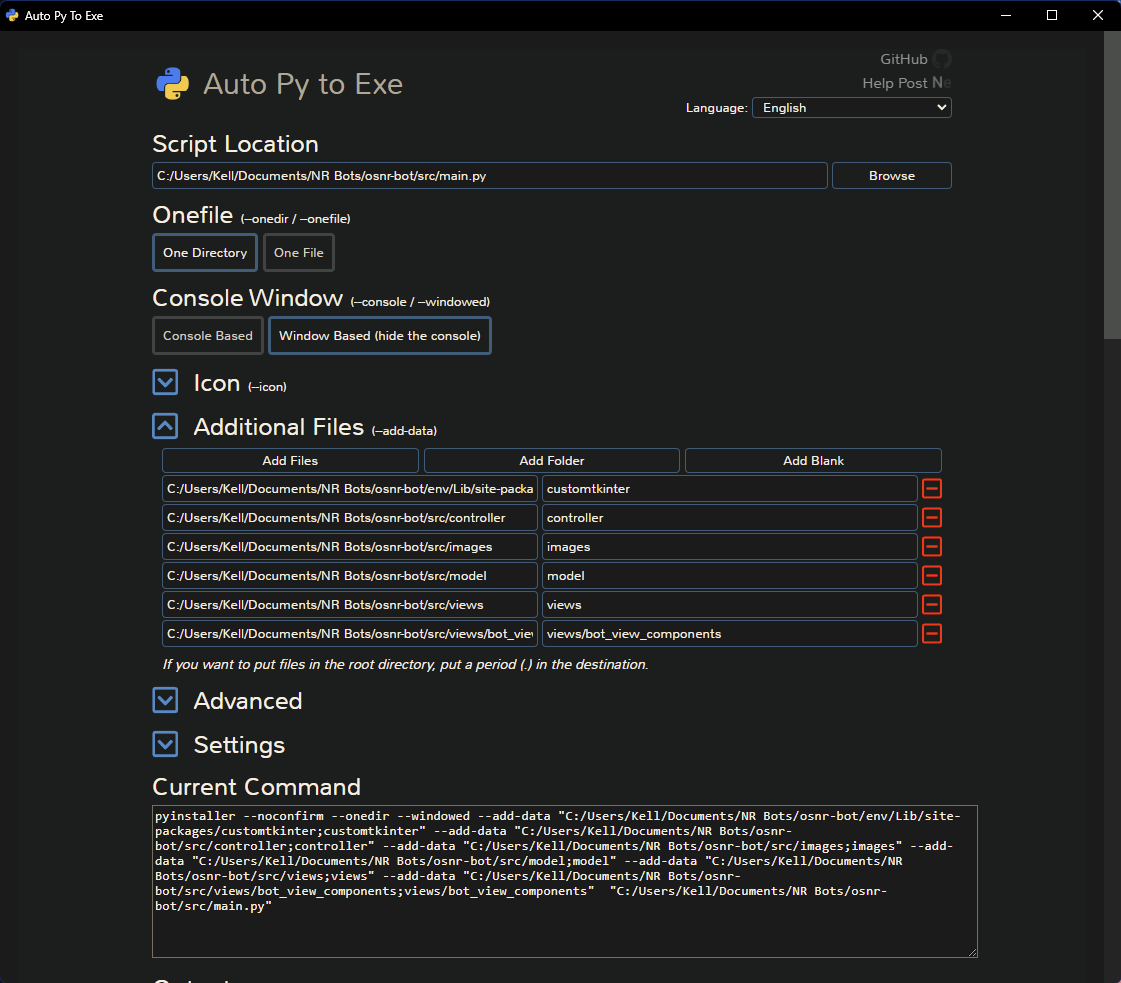 Auto Py To Exe
GitHub
Auto Py to Exe
Help Post Ne
Language: English
Script Location
C:/Users/Kell/Documents/NR Bots/osnr-bot/src/main.py
Browse
Onefile (--onedir / --onefile)
One Directory
One File
Console Window (--console / --windowed)
Console Based
Window Based (hide the console)
Icon (--icon)
Additional Files (--add-data)
Add Files
Add Folder
Add Blank
C:/Users/Kell/Documents/NR Bots/osnr-bot/env/Lib/site-packa customtkinter
C:/Users/Kell/Documents/NR Bots/osnr-bot/src/controller controller
C:/Users/Kell/Documents/NR Bots/osnr-bot/src/images images
C:/Users/Kell/Documents/NR Bots/osnr-bot/src/model model
C:/Users/Kell/Documents/NR Bots/osnr-bot/src/views views
C:/Users/Kell/Documents/NR Bots/osnr-bot/src/views/bot_viev views/bot_view_components
If you want to put files in the root directory, put a period (.) in the destination.
Advanced
Settings
Current Command
pyinstaller --noconfirm --onedir --windowed --add-data "C:/Users/Kell/Documents/NR Bots/osnr-bot/env/Lib/site-
packages/customtkinter;customtkinter" --add-data "C:/Users/Kell/Documents/NR Bots/osnr-
bot/src/controller;controller" --add-data "C:/Users/Kell/Documents/NR Bots/osnr-bot/src/images;images" --add-
data "C:/Users/Kell/Documents/NR Bots/osnr-bot/src/model;model" --add-data "C:/Users/Kell/Documents/NR
Bots/osnr-bot/src/views;views" --add-data "C:/Users/Kell/Documents/NR Bots/osnr-
bot/src/views/bot_view_components;views/bot_view_components"  "C:/Users/Kell/Documents/NR Bots/osnr-
bot/src/main.py"